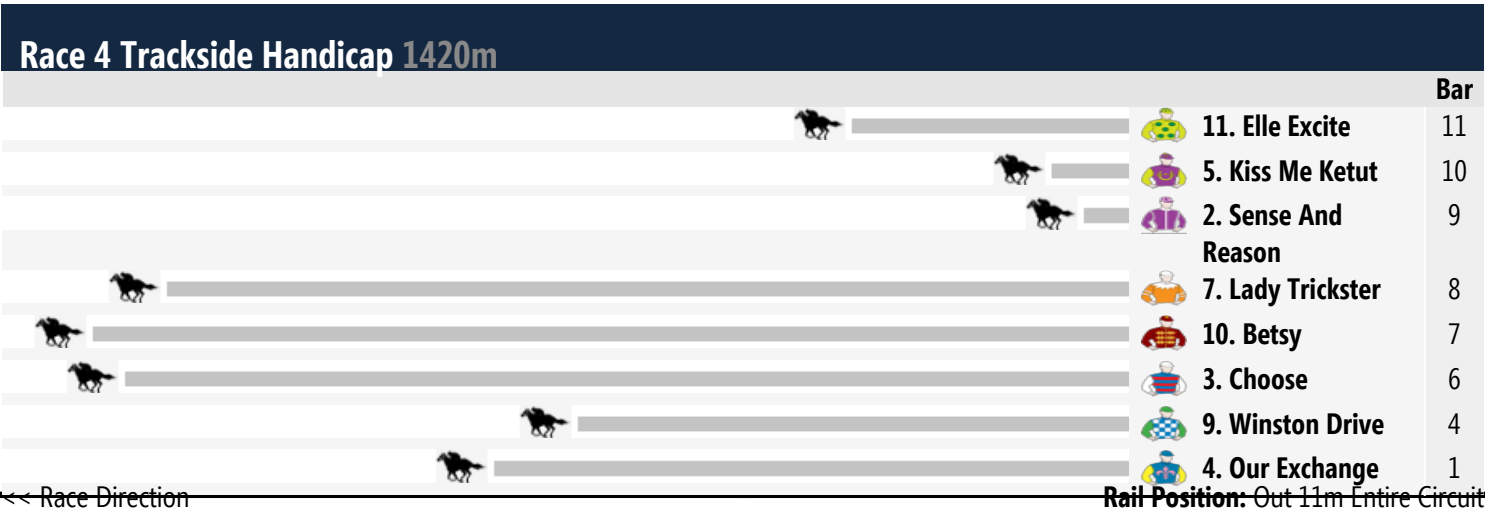 Race 4 Trackside Handicap 1420m
Bar
11. Elle Excite 11
5. Kiss Me Ketut 10
2. Sense And 9
Reason
7. Lady Trickster 8
10. Betsy 7
3. Choose 6
9. Winston Drive 4
4. Our Exchange 1
<< Race Direction Rail Position: Out 11m Entire Circuit